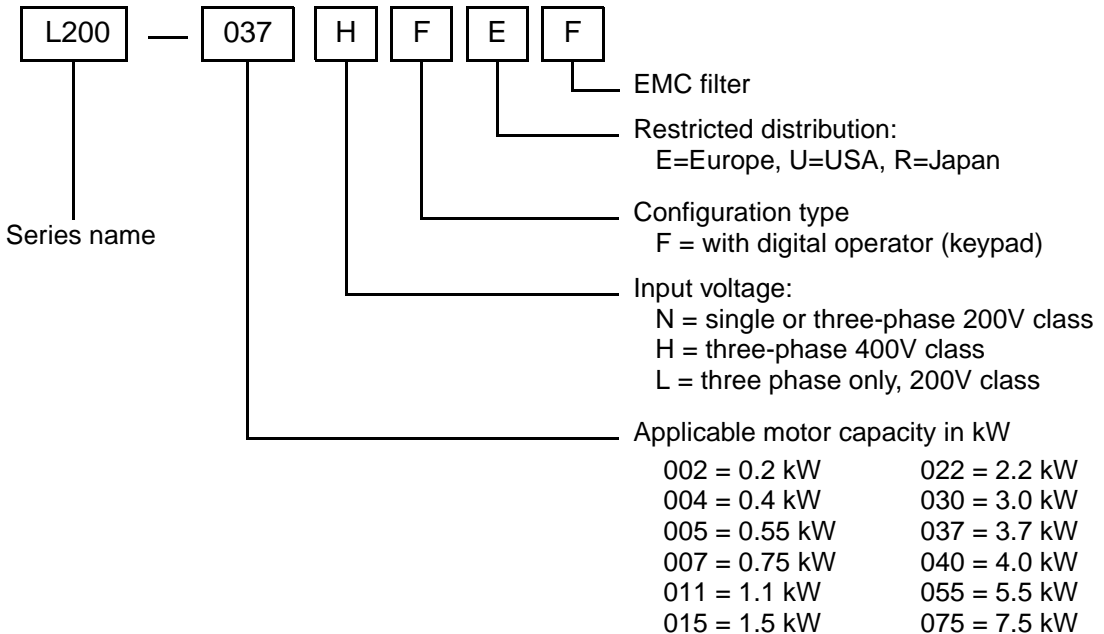 L200 — 037 H F E F
EMC filter
Restricted distribution:
E=Europe, U=USA, R=Japan
Configuration type
F = with digital operator (keypad)
Series name
Input voltage:
N = single or three-phase 200V class
H = three-phase 400V class
L = three phase only, 200V class
Applicable motor capacity in kW
002 = 0.2 kW 022 = 2.2 kW
004 = 0.4 kW 030 = 3.0 kW
005 = 0.55 kW 037 = 3.7 kW
007 = 0.75 kW 040 = 4.0 kW
011 = 1.1 kW 055 = 5.5 kW
015 = 1.5 kW 075 = 7.5 kW